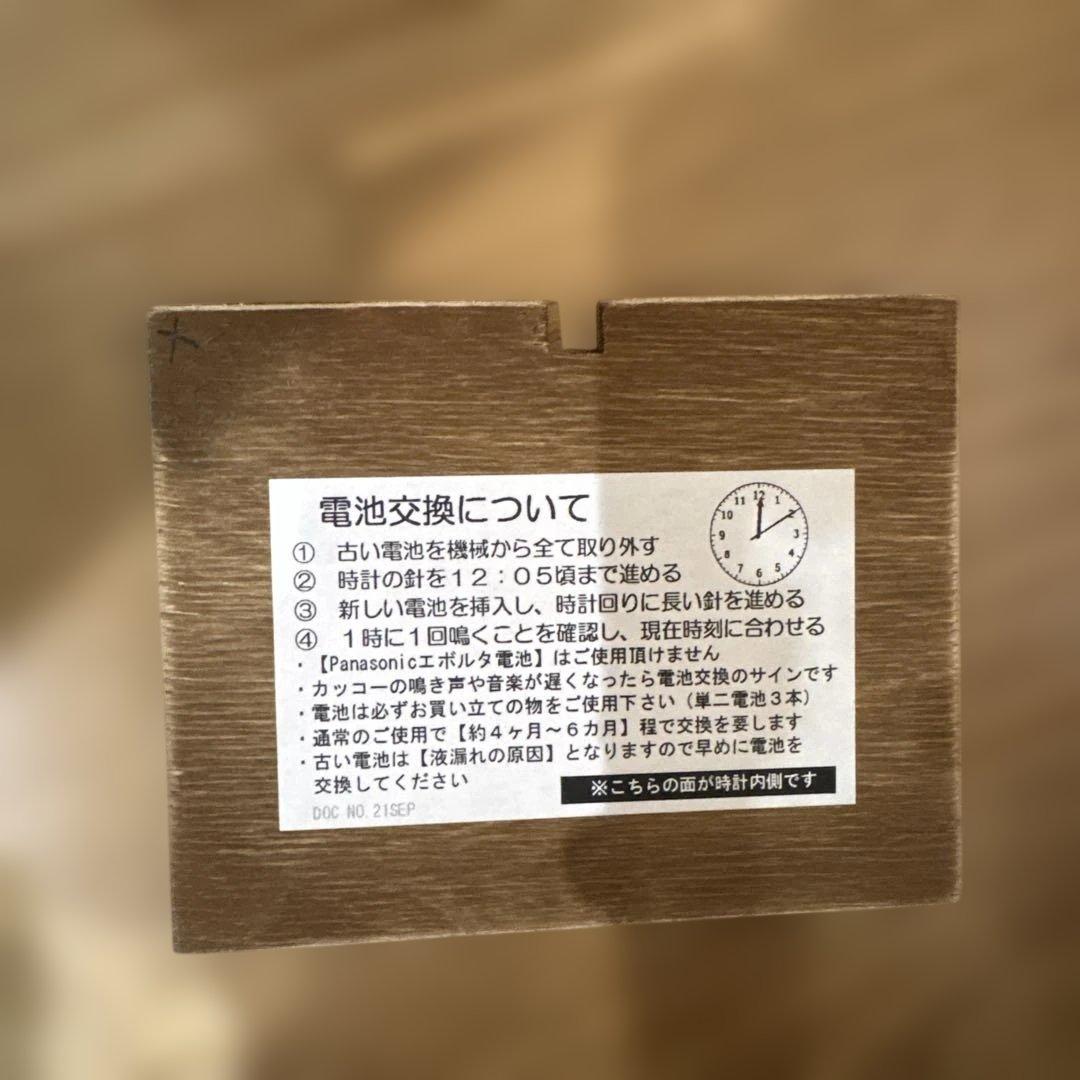 電池交換について
① 古い電池を機械から全て取り外す
② 時計の針を12：05頃まで進める
③ 新しい電池を挿入し、時計回りに長い針を進める
④ 1時に1回鳴くことを確認し、現在時刻に合わせる
・【Panasonicエボルタ電池】はご使用頂けません
・カッコーの鳴き声や音楽が遅くなったら電池交換のサインです
・電池は必ずお買い立ての物をご使用下さい（単二電池3本）
・通常のご使用で【約4ヶ月～6カ月】程で交換を要します
・古い電池は【液漏れの原因】となりますので早めに電池を
交換してください
※こちらの面が時計内側です
DOC NO. 21SEP
12
1
2
3
4
5
6
7
8
9
10
11